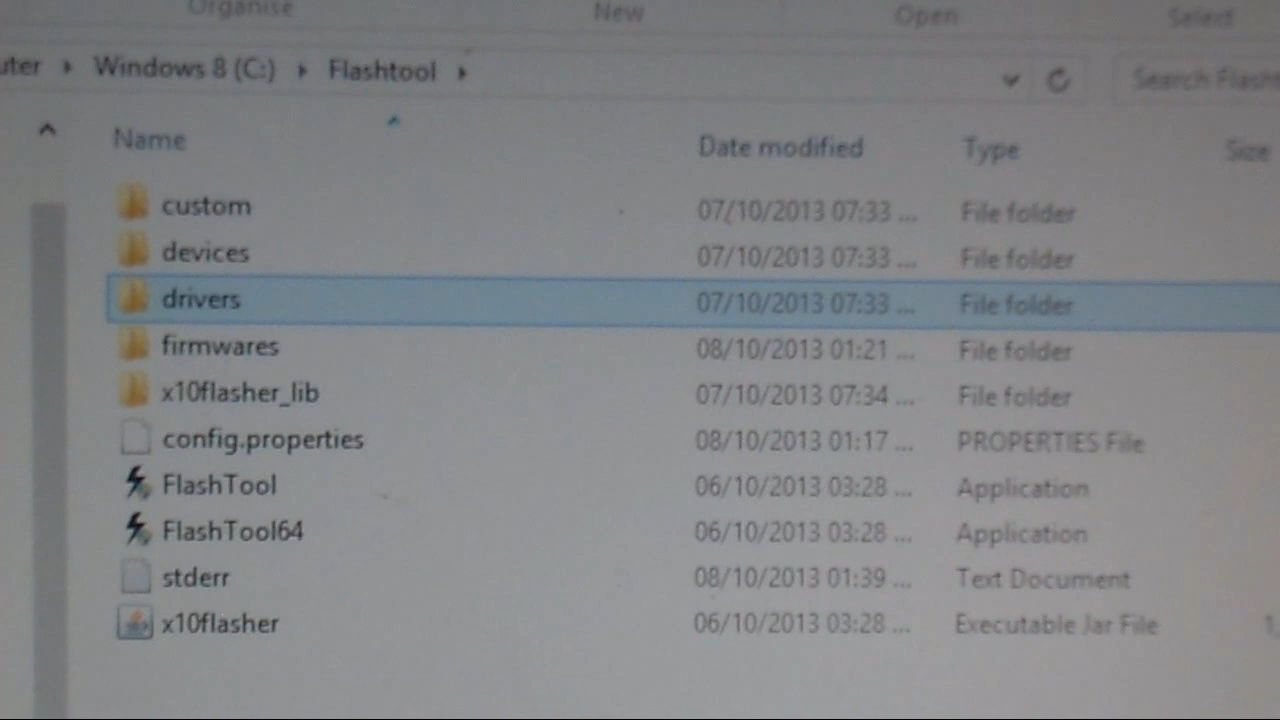 Organise New Open Select
uter Windows 8 (C:) Flashtool Search Flasht
Name Date modified Type Size
custom 07/10/2013 07:33 ... File folder
devices 07/10/2013 07:33 ... File folder
drivers 07/10/2013 07:33 ... File folder
firmwares 08/10/2013 01:21 ... File folder
x10flasher_lib 07/10/2013 07:34 ... File folder
config.properties 08/10/2013 01:17 ... PROPERTIES File
FlashTool 06/10/2013 03:28 ... Application
FlashTool64 06/10/2013 03:28 ... Application
stderr 08/10/2013 01:39 ... Text Document
x10flasher 06/10/2013 03:28 ... Executable Jar File 1,